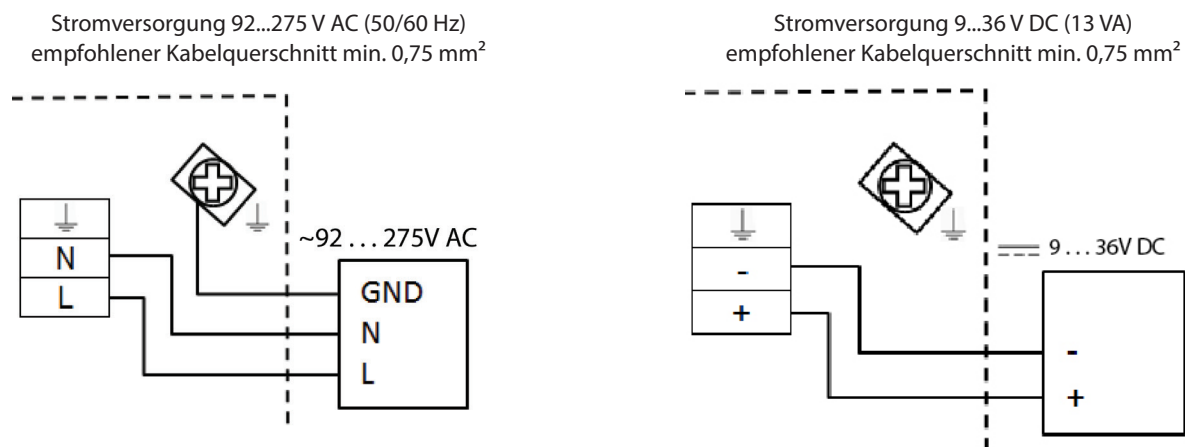 Stromversorgung 92...275 V AC (50/60 Hz)
empfohlener Kabelquerschnitt min. 0,75 mm²
N
L
~92 . . . 275V AC
GND
N
L
Stromversorgung 9...36 V DC (13 VA)
empfohlener Kabelquerschnitt min. 0,75 mm²
-
+
9 . . . 36V DC
-
+